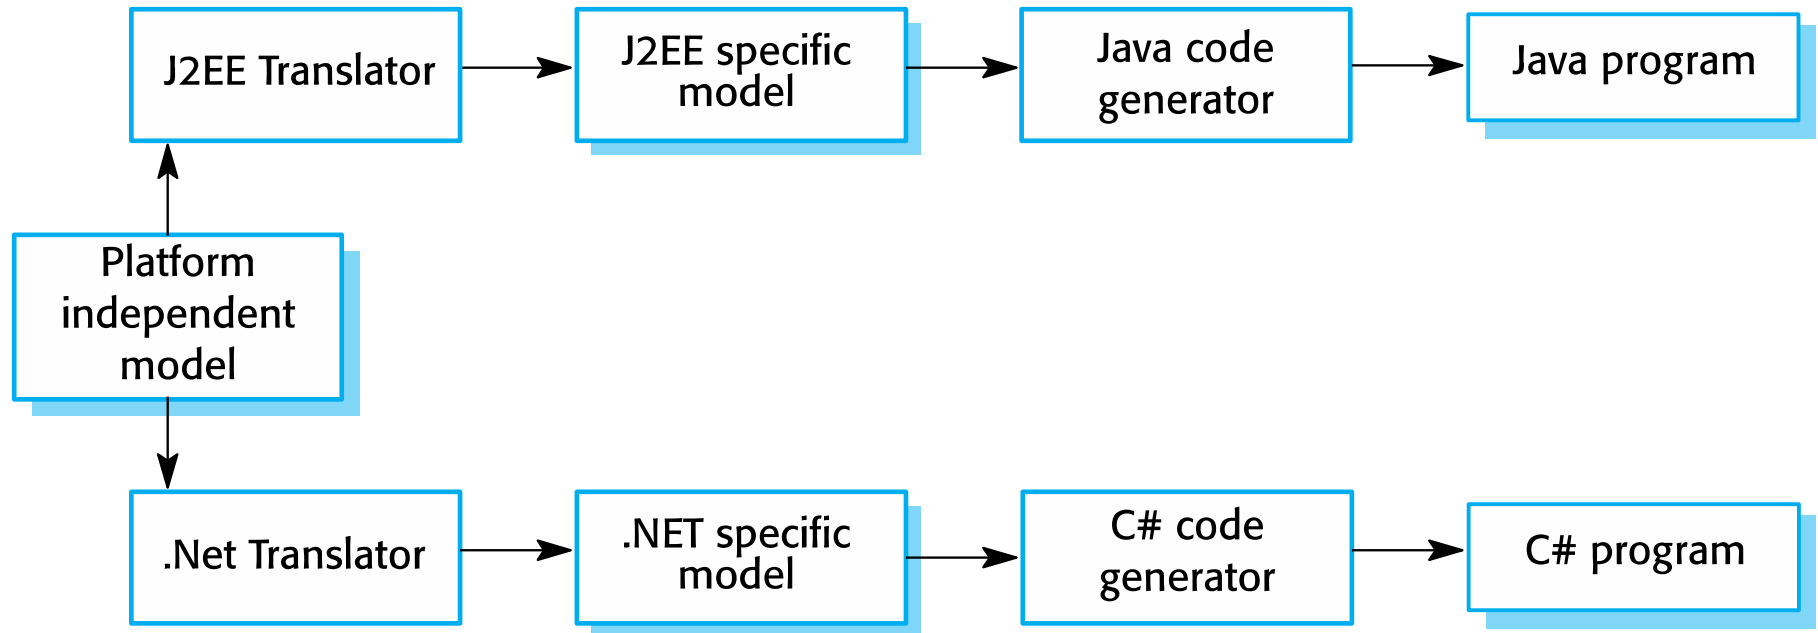 J2EE Translator
J2EE specific
model
Java code
generator
Java program
Platform
independent
model
.Net Translator
.NET specific
model
C# code
generator
C# program